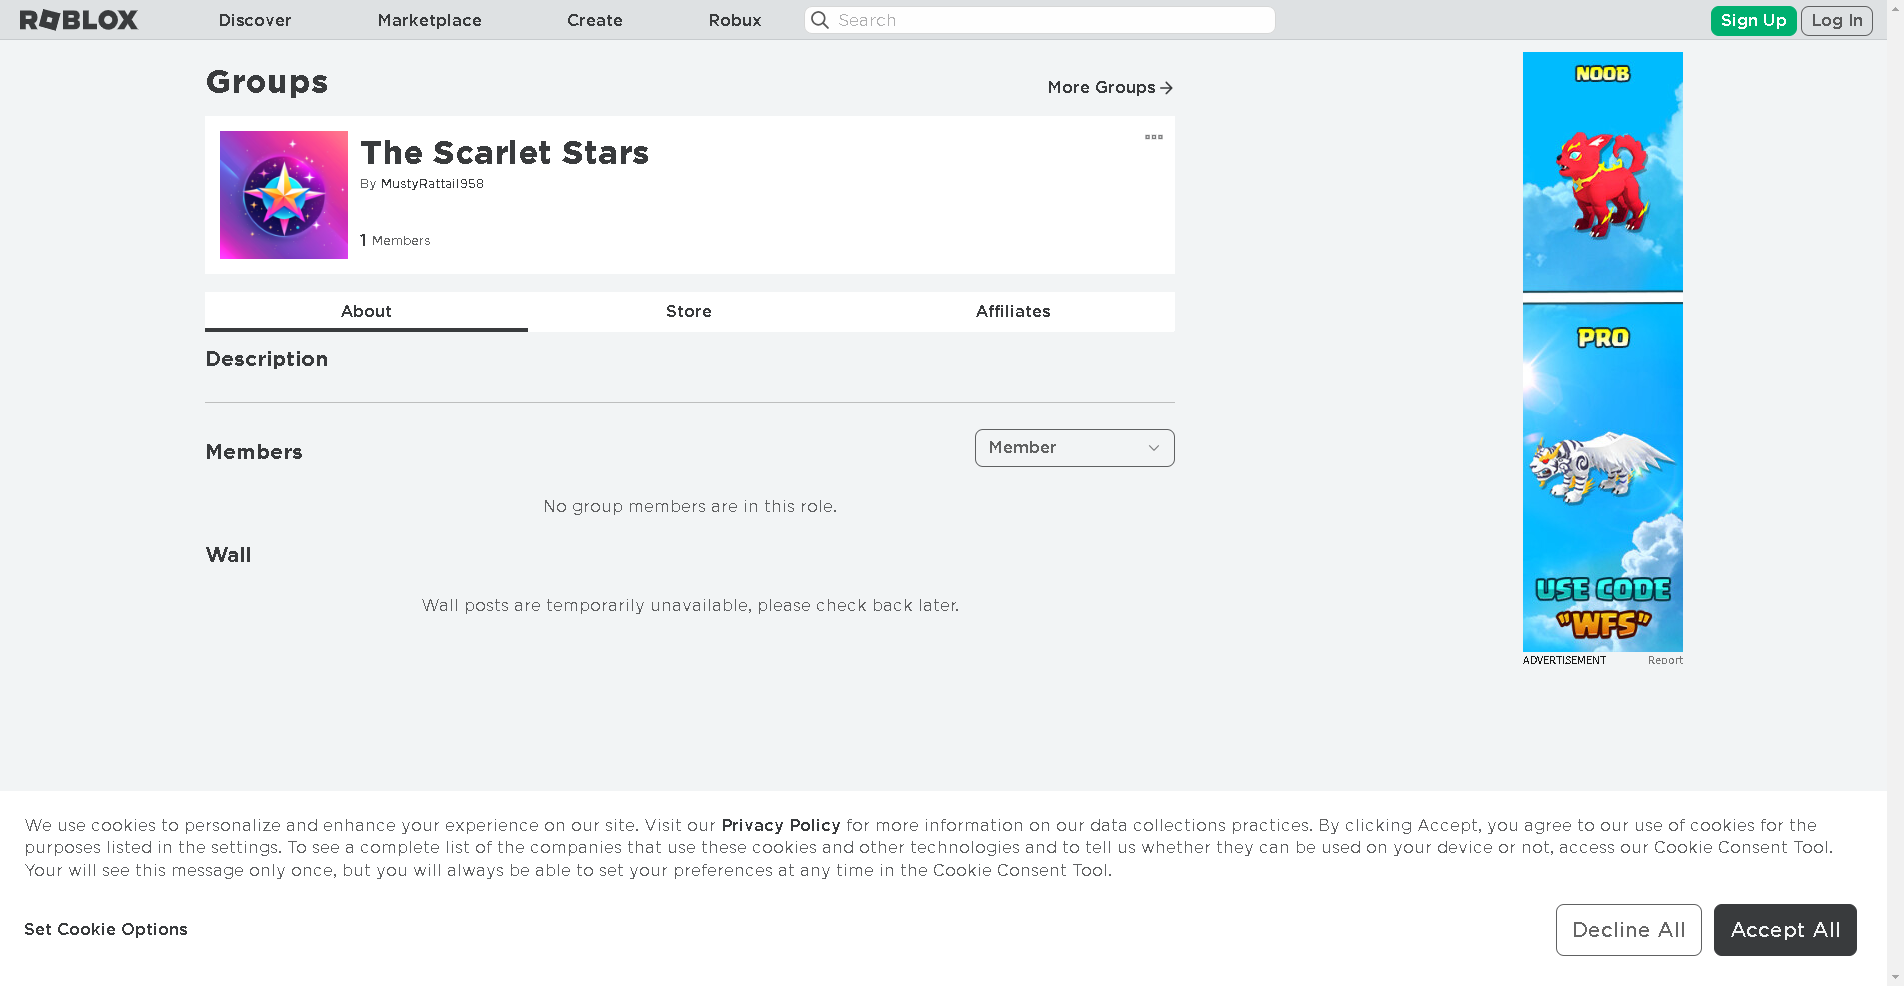 ROBLOX Discover Marketplace Create Robux Search Sign Up Log In
Groups
More Groups
The Scarlet Stars
By MustyRattail958
1 Members
About Store Affiliates
Description
Members
Member
No group members are in this role.
Wall
Wall posts are temporarily unavailable, please check back later.
NOOB
PRO
USE CODE
"WFS"
ADVERTISEMENT Report
We use cookies to personalize and enhance your experience on our site. Visit our Privacy Policy for more information on our data collections practices. By clicking Accept, you agree to our use of cookies for the
purposes listed in the settings. To see a complete list of the companies that use these cookies and other technologies and to tell us whether they can be used on your device or not, access our Cookie Consent Tool.
Your will see this message only once, but you will always be able to set your preferences at any time in the Cookie Consent Tool.
Set Cookie Options
Decline All Accept All